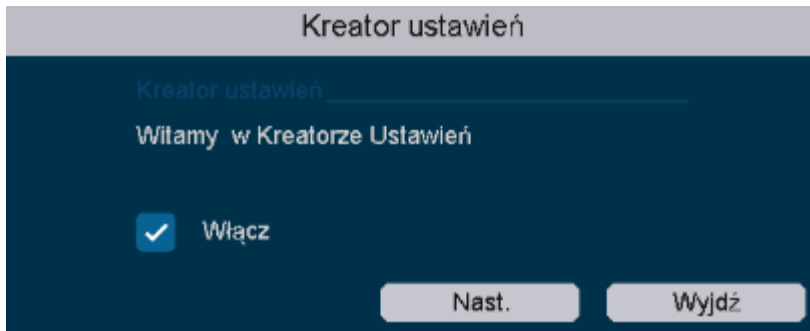 Kreator ustawień
Kreator ustawień
Witamy w Kreatorze Ustawień
Włącz
Nast. Wyjdź